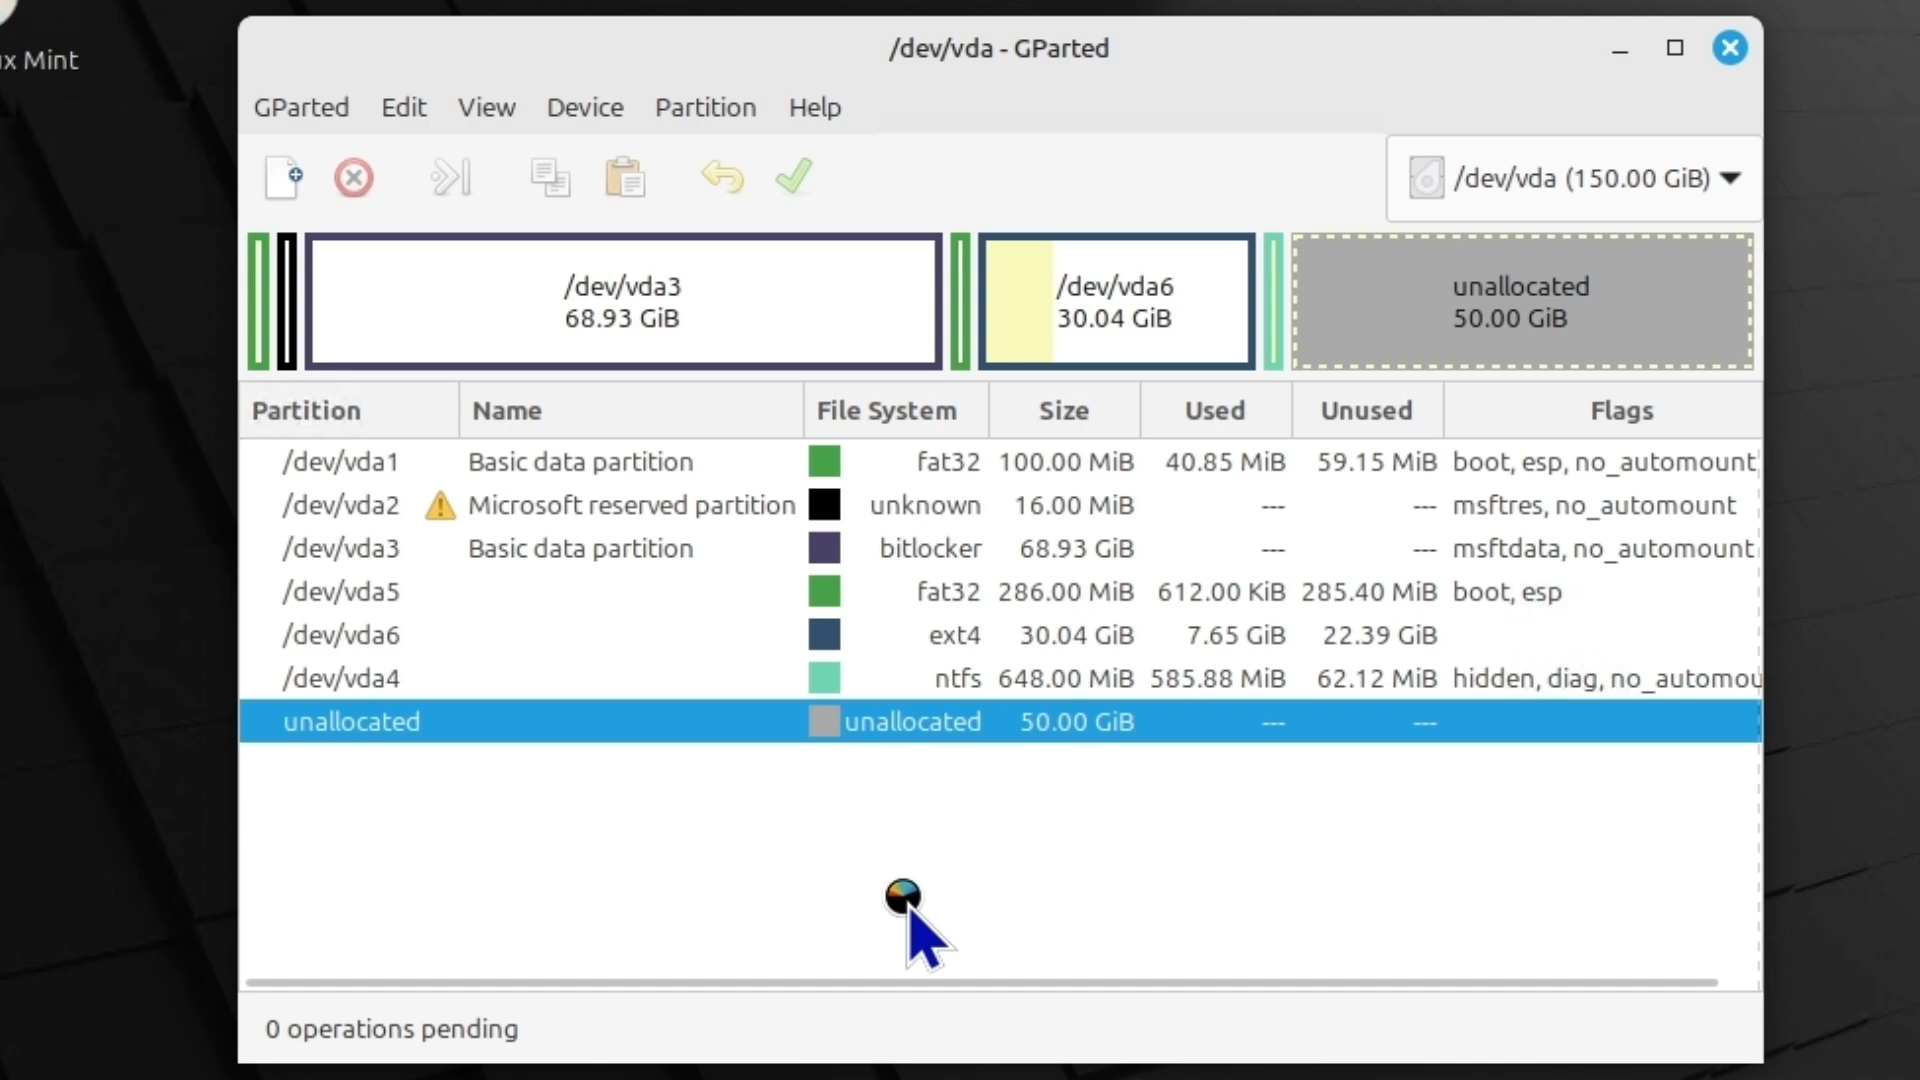 x Mint
/dev/vda - GParted
GParted Edit View Device Partition Help
/dev/vda (150.00 GiB)
/dev/vda3
68.93 GiB
/dev/vda6
30.04 GiB
unallocated
50.00 GiB
Partition Name File System Size Used Unused Flags
/dev/vda1 Basic data partition fat32 100.00 MiB 40.85 MiB 59.15 MiB boot, esp, no_automount
/dev/vda2 Microsoft reserved partition unknown 16.00 MiB --- --- msftres, no_automount
/dev/vda3 Basic data partition bitlocker 68.93 GiB --- --- msftdata, no_automount
/dev/vda5 fat32 286.00 MiB 612.00 KiB 285.40 MiB boot, esp
/dev/vda6 ext4 30.04 GiB 7.65 GiB 22.39 GiB
/dev/vda4 ntfs 648.00 MiB 585.88 MiB 62.12 MiB hidden, diag, no_automou
unallocated unallocated 50.00 GiB --- ---
0 operations pending